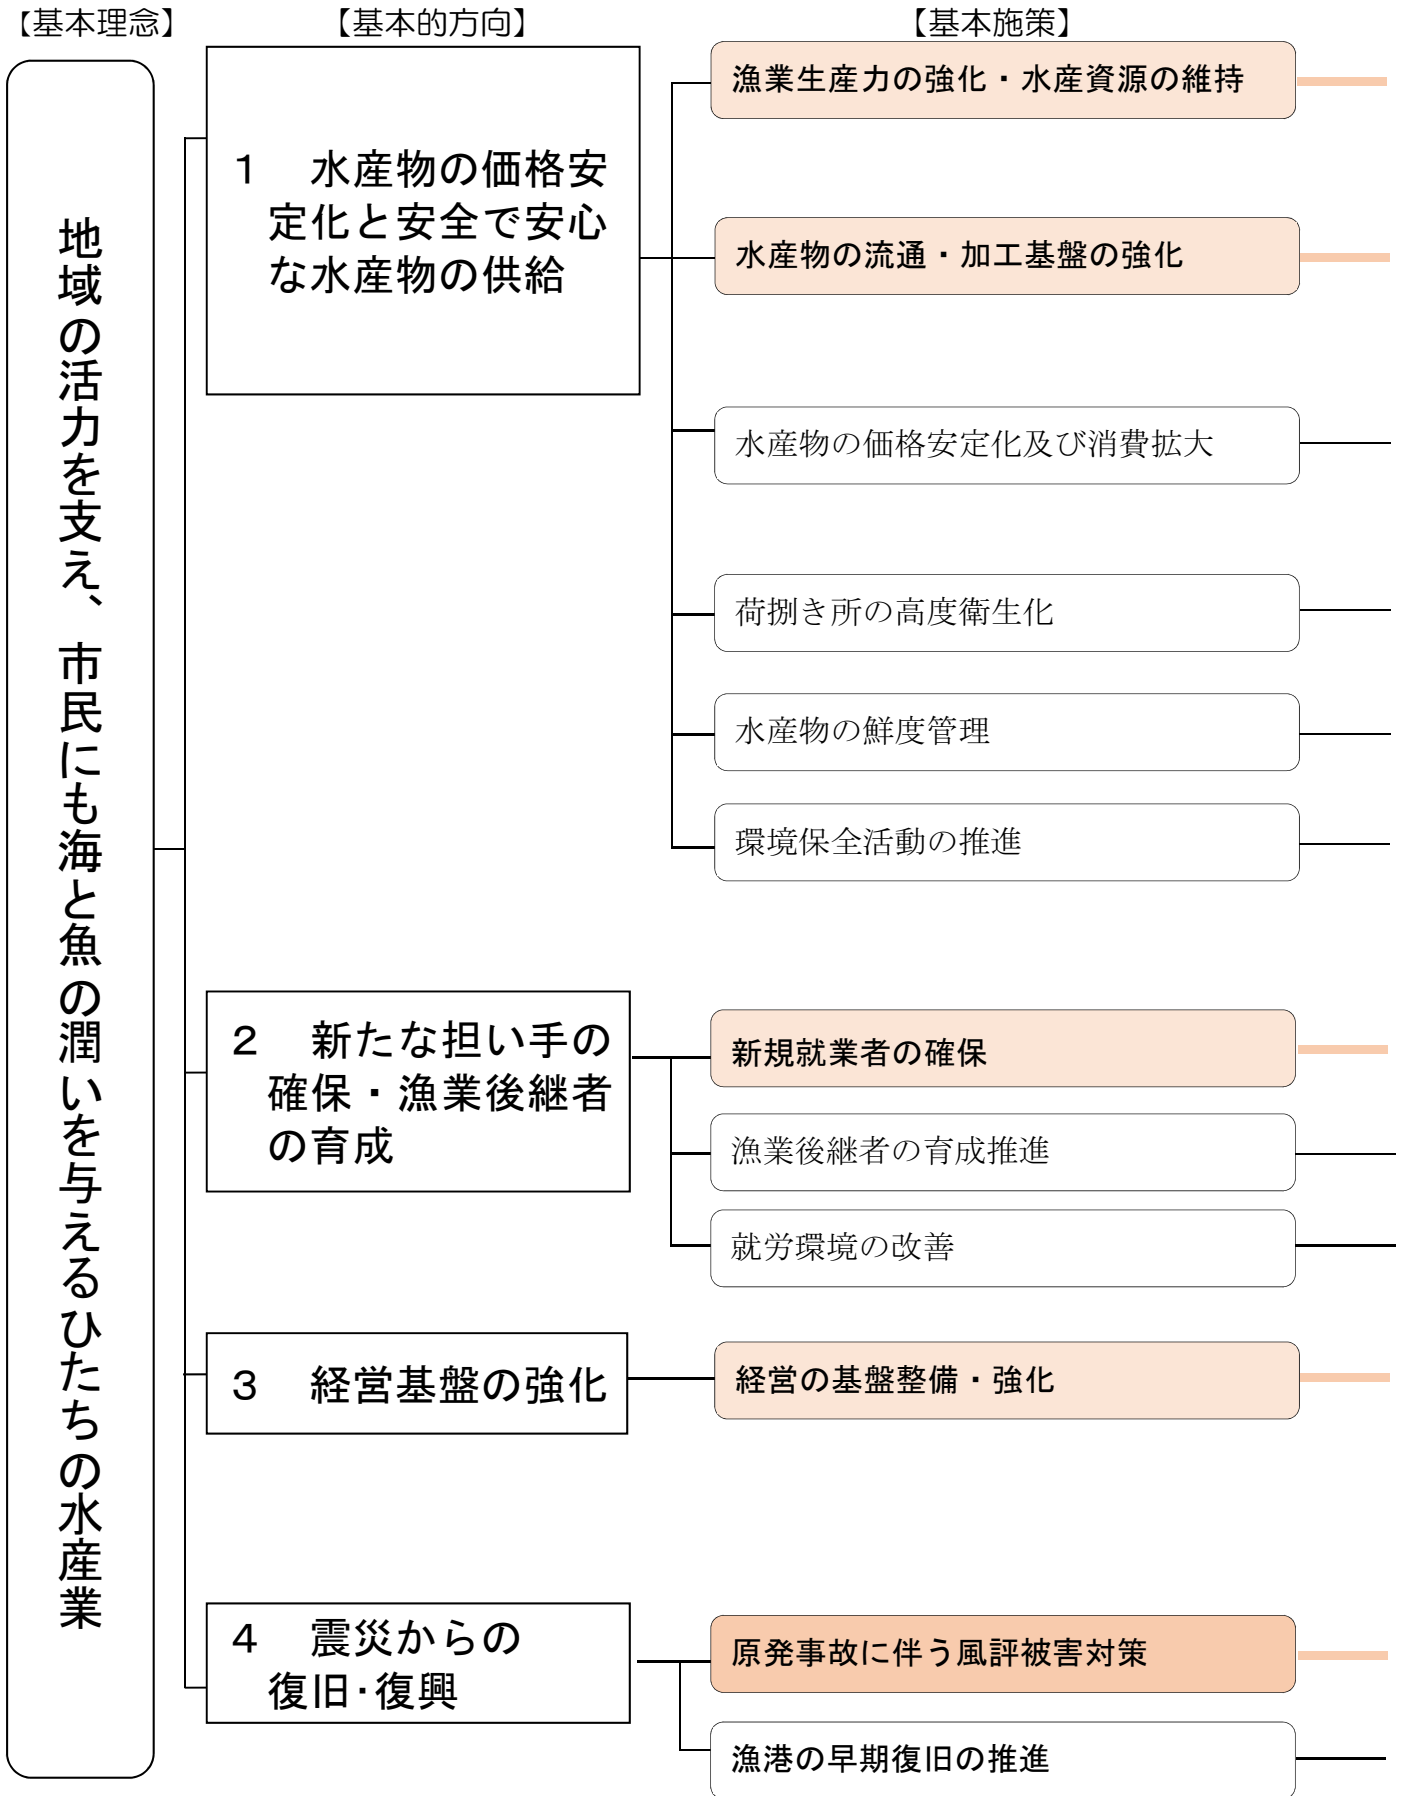 【基本理念】
【基本的方向】
【基本施策】
地域の活力を支え、市民にも海と魚の潤いを与えるひたちの水産業
１　水産物の価格安
定化と安全で安心
な水産物の供給
漁業生産力の強化・水産資源の維持
水産物の流通・加工基盤の強化
水産物の価格安定化及び消費拡大
荷捌き所の高度衛生化
水産物の鮮度管理
環境保全活動の推進
２　新たな担い手の
確保・漁業後継者
の育成
新規就業者の確保
漁業後継者の育成推進
就労環境の改善
３　経営基盤の強化
経営の基盤整備・強化
４　震災からの
復旧・復興
原発事故に伴う風評被害対策
漁港の早期復旧の推進